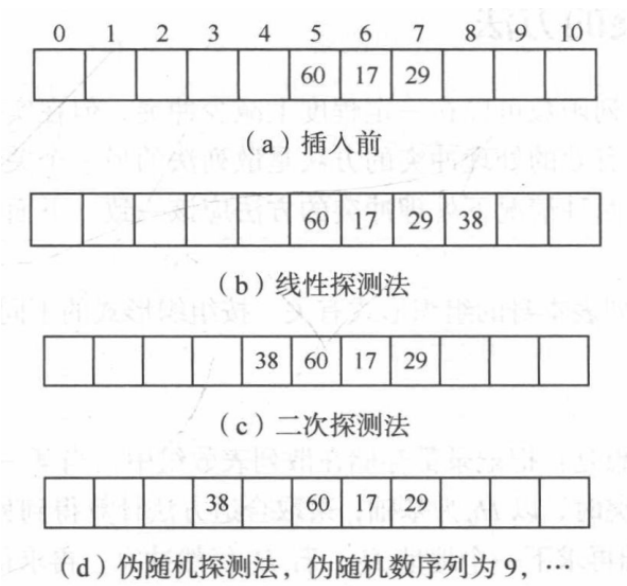 0 1 2 3 4 5 6 7 8 9 10
60 17 29
(a)插入前
60 17 29 38
(b)线性探测法
38 60 17 29
(c)二次探测法
38 60 17 29
(d)伪随机探测法，伪随机数序列为 9，…